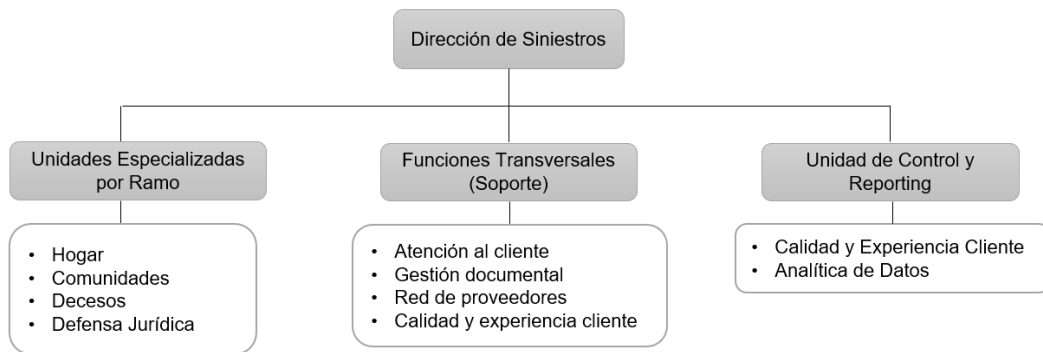 Dirección de Siniestros
Unidades Especializadas
por Ramo
• Hogar
• Comunidades
• Decesos
• Defensa Jurídica
Funciones Transversales
(Soporte)
• Atención al cliente
• Gestión documental
• Red de proveedores
• Calidad y experiencia cliente
Unidad de Control y
Reporting
• Calidad y Experiencia Cliente
• Analítica de Datos